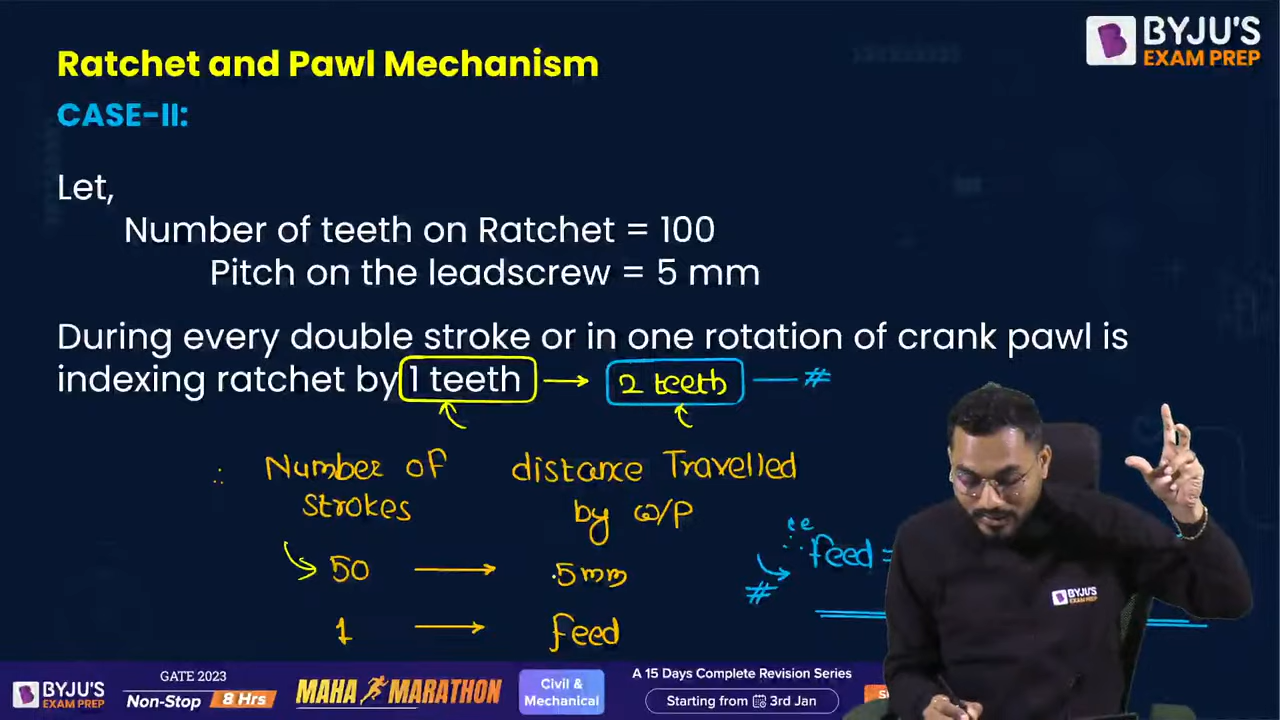 BYJU'S
EXAM PREP
Ratchet and Pawl Mechanism
CASE-II:
Let,
Number of teeth on Ratchet = 100
Pitch on the leadscrew = 5 mm
During every double stroke or in one rotation of crank pawl is
indexing ratchet by 1 teeth → 2 teeth — #
∴ Number of distance Travelled
strokes by W/P
50 → 5mm
∴ feed =
#
1 → feed
BYJU'S
GATE 2023
Non-Stop 8 Hrs
MAHA MARATHON
Civil &
Mechanical
A 15 Days Complete Revision Series
Starting from 3rd Jan
BYJU'S
EXAM PREP